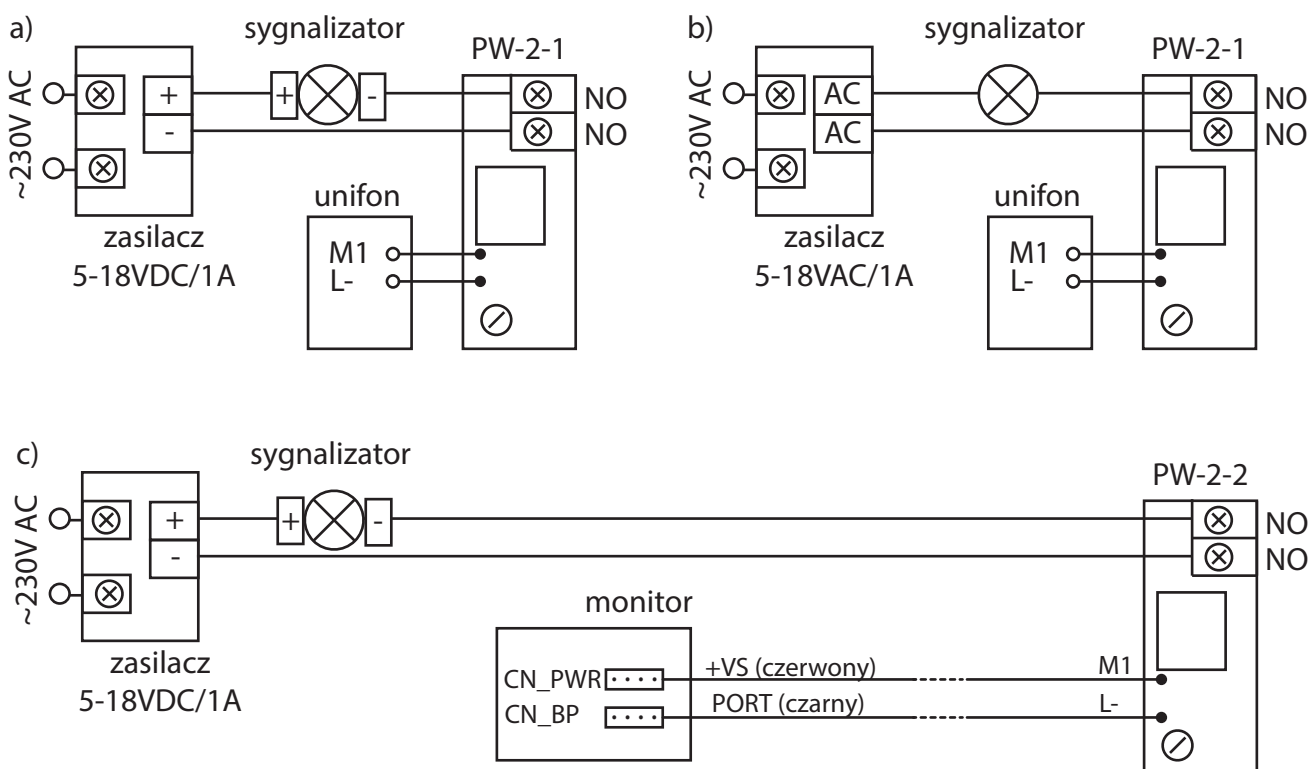 a)
sygnalizator
PW-2-1
~230V AC
+
-
+
-
NO
NO
unifon
M1
L-
zasilacz
5-18VDC/1A
b)
sygnalizator
PW-2-1
~230V AC
AC
AC
NO
NO
unifon
M1
L-
zasilacz
5-18VAC/1A
c)
sygnalizator
PW-2-2
~230V AC
+
-
+
-
NO
NO
monitor
zasilacz
5-18VDC/1A
CN_PWR
+VS (czerwony)
M1
CN_BP
PORT (czarny)
L-